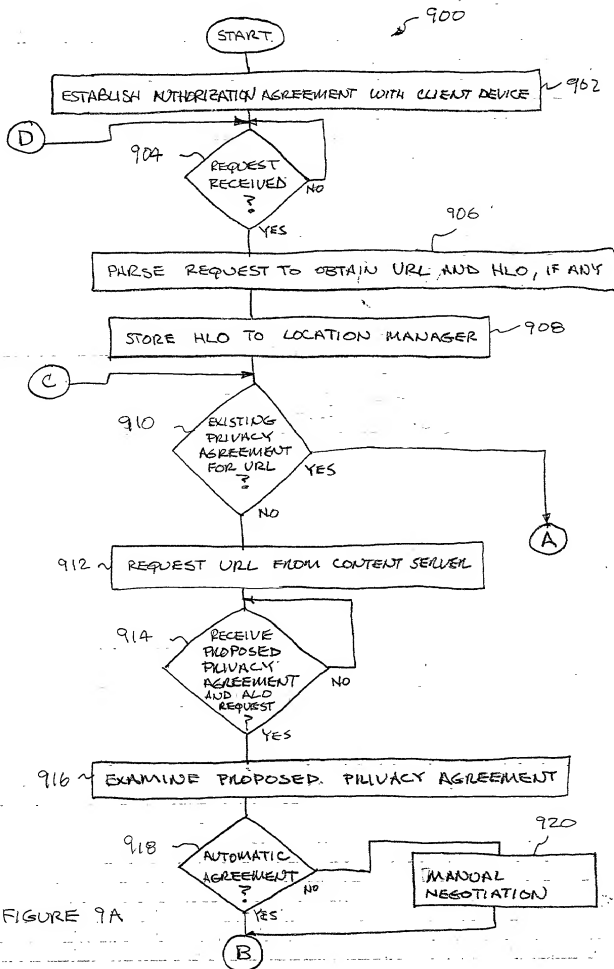 900
START
ESTABLISH AUTHORIZATION AGREEMENT WITH CLIENT DEVICE
902
D
904
REQUEST
RECEIVED
?
NO
YES
906
PARSE REQUEST TO OBTAIN URL AND HLO, IF ANY
STORE HLO TO LOCATION MANAGER
908
C
910
EXISTING
PRIVACY
AGREEMENT
FOR URL
?
YES
NO
A
912
REQUEST URL FROM CONTENT SERVER
914
RECEIVE
PROPOSED
PRIVACY
AGREEMENT
AND ALO
REQUEST
?
NO
YES
916
EXAMINE PROPOSED PRIVACY AGREEMENT
918
AUTOMATIC
AGREEMENT
?
NO
YES
920
MANUAL
NEGOTIATION
FIGURE 9A
B